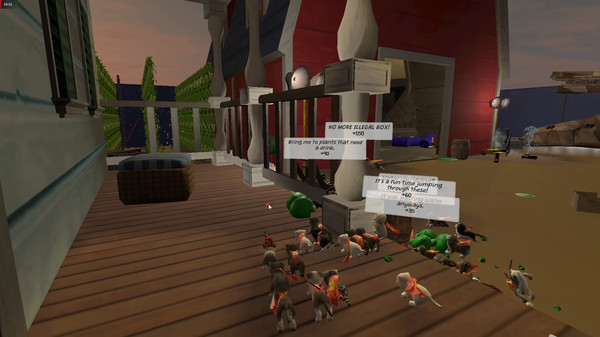 NO MORE ILLEGAL BOX!
+150
Bring me to plants that need
a drink.
+90
It's a fun time jumping
through these!
+60
anyways.
+35